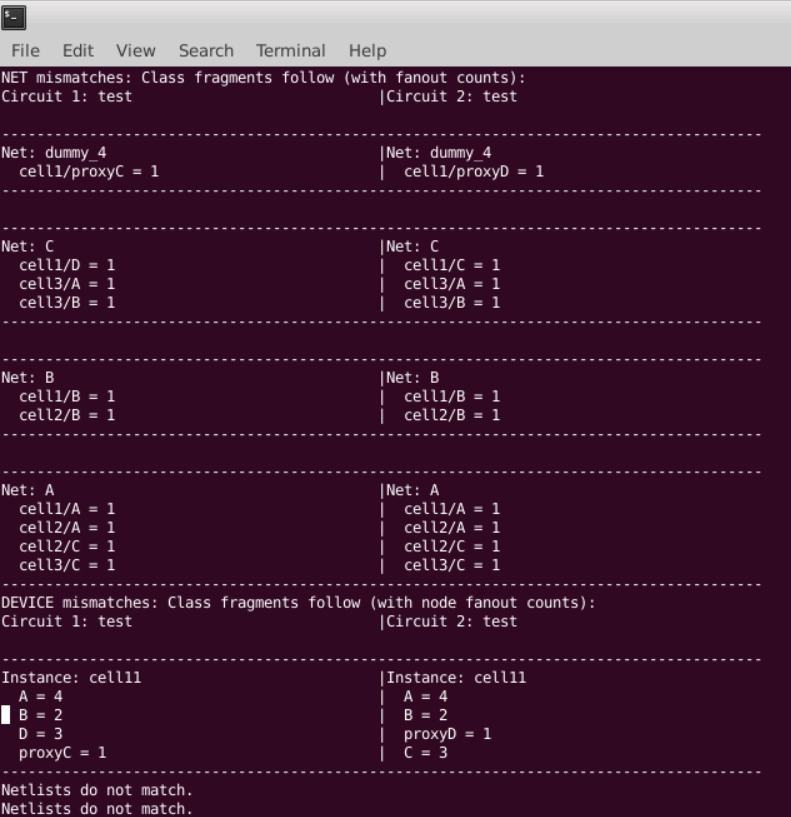 File Edit View Search Terminal Help
NET mismatches: Class fragments follow (with fanout counts):
Circuit 1: test                            |Circuit 2: test

---------------------------------------------------------------------------------------
Net: dummy_4                               |Net: dummy_4
  cell1/proxyC = 1                         |  cell1/proxyD = 1
---------------------------------------------------------------------------------------

---------------------------------------------------------------------------------------
Net: C                                     |Net: C
  cell1/D = 1                              |  cell1/C = 1
  cell3/A = 1                              |  cell3/A = 1
  cell3/B = 1                              |  cell3/B = 1
---------------------------------------------------------------------------------------

---------------------------------------------------------------------------------------
Net: B                                     |Net: B
  cell1/B = 1                              |  cell1/B = 1
  cell2/B = 1                              |  cell2/B = 1
---------------------------------------------------------------------------------------

---------------------------------------------------------------------------------------
Net: A                                     |Net: A
  cell1/A = 1                              |  cell1/A = 1
  cell2/A = 1                              |  cell2/A = 1
  cell2/C = 1                              |  cell2/C = 1
  cell3/C = 1                              |  cell3/C = 1
---------------------------------------------------------------------------------------
DEVICE mismatches: Class fragments follow (with node fanout counts):
Circuit 1: test                            |Circuit 2: test

---------------------------------------------------------------------------------------
Instance: cell11                           |Instance: cell11
  A = 4                                    |  A = 4
  B = 2                                    |  B = 2
  D = 3                                    |  proxyD = 1
  proxyC = 1                               |  C = 3
---------------------------------------------------------------------------------------
Netlists do not match.
Netlists do not match.